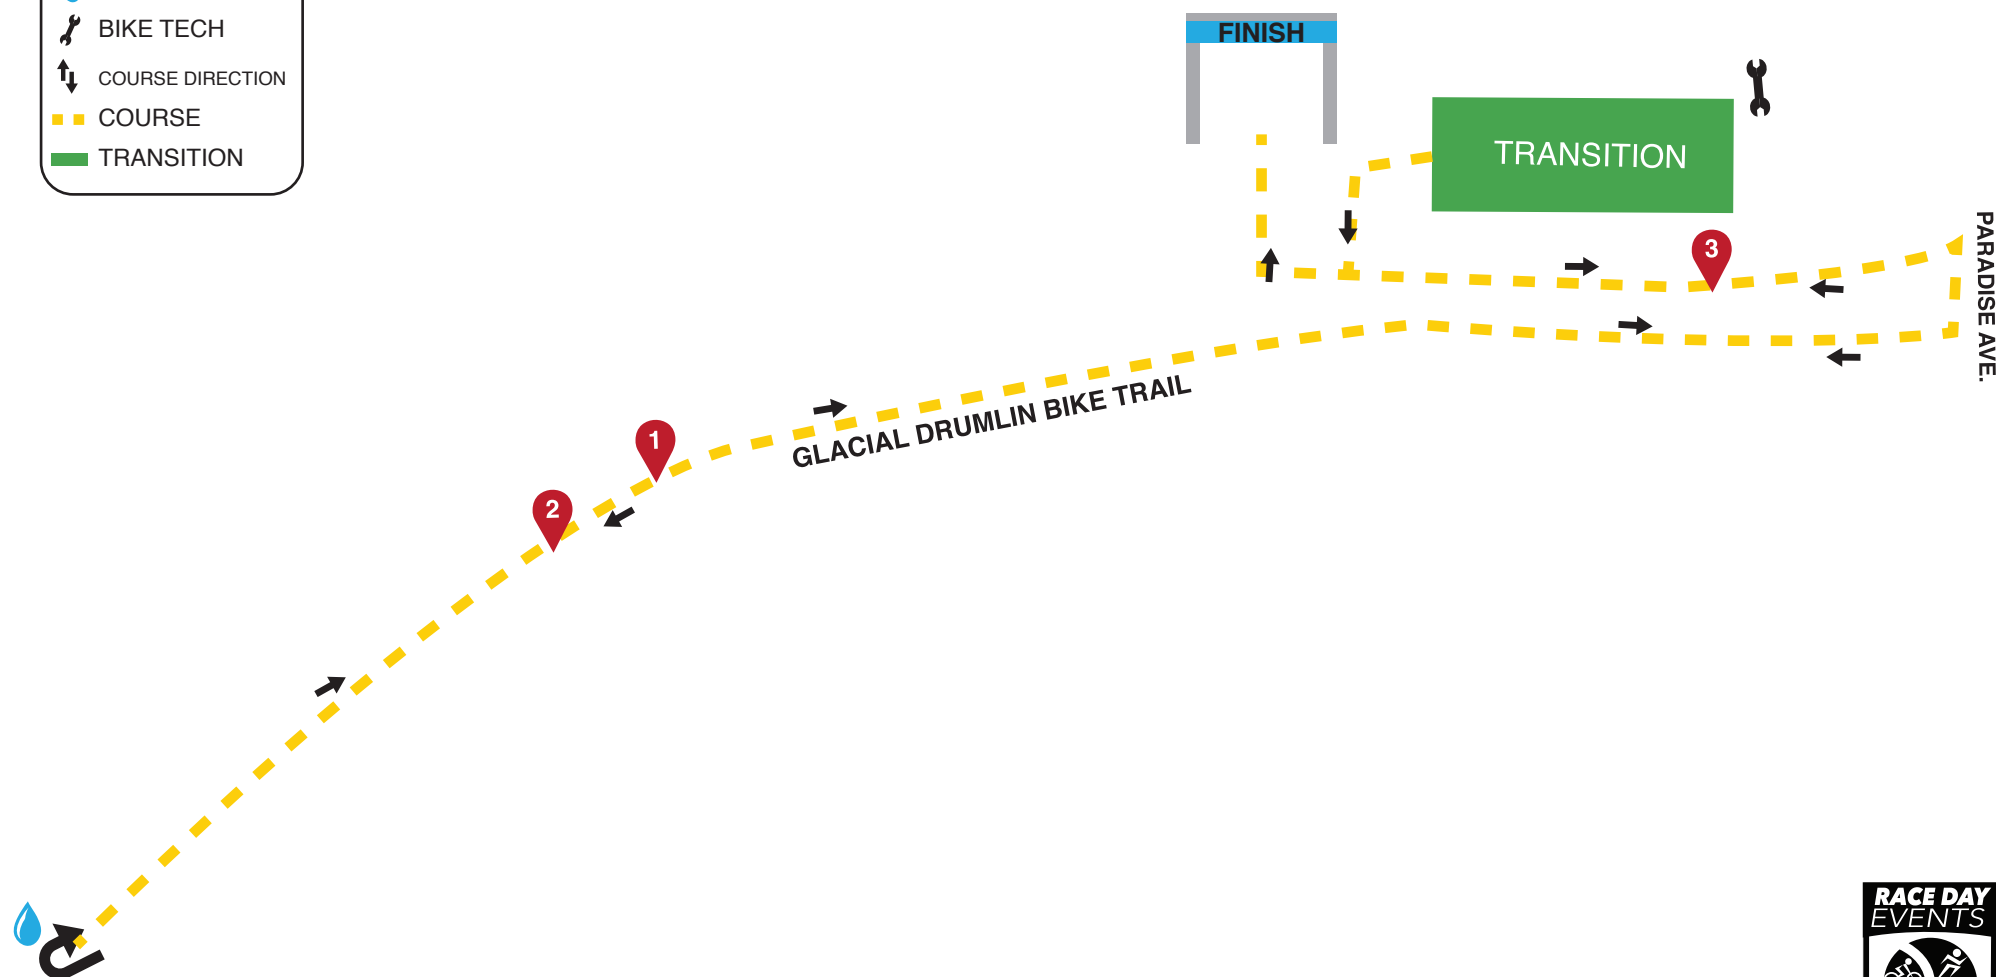 BIKE TECH
COURSE DIRECTION
COURSE
TRANSITION
FINISH
TRANSITION
3
PARADISE AVE.
1
GLACIAL DRUMLIN BIKE TRAIL
2
RACE DAY
EVENTS